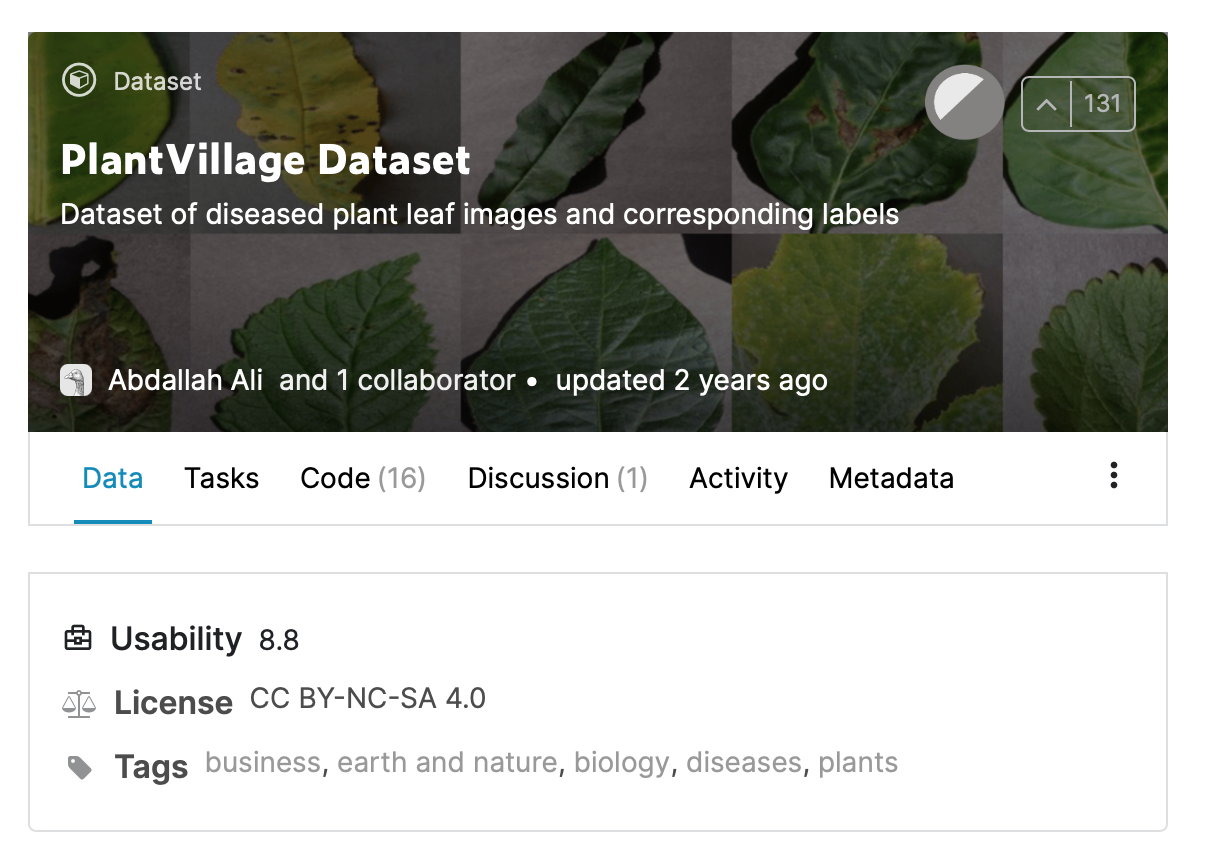 Dataset
131
PlantVillage Dataset
Dataset of diseased plant leaf images and corresponding labels
Abdallah Ali and 1 collaborator • updated 2 years ago
Data Tasks Code (16) Discussion (1) Activity Metadata
Usability 8.8
License CC BY-NC-SA 4.0
Tags business, earth and nature, biology, diseases, plants